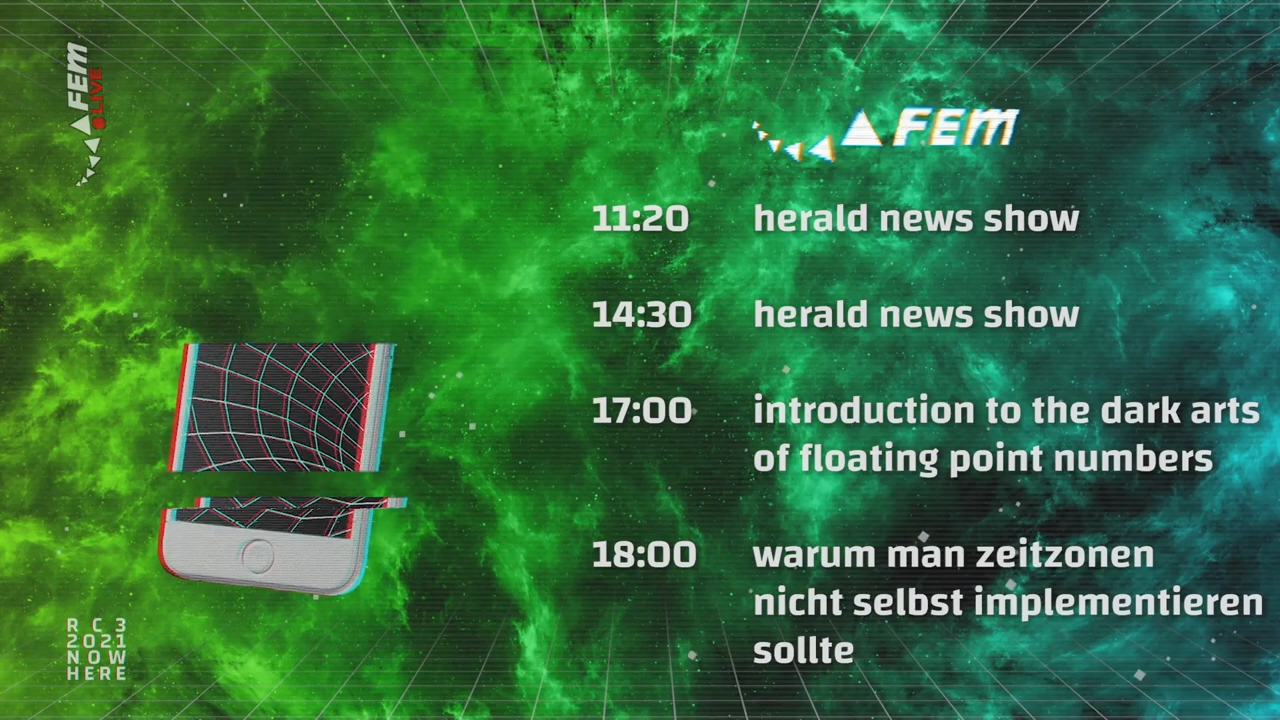 FEM
LIVE
FEM
11:20 herald news show
14:30 herald news show
17:00 introduction to the dark arts
of floating point numbers
18:00 warum man zeitzonen
nicht selbst implementieren
sollte
RC3
2021
NOW
HERE